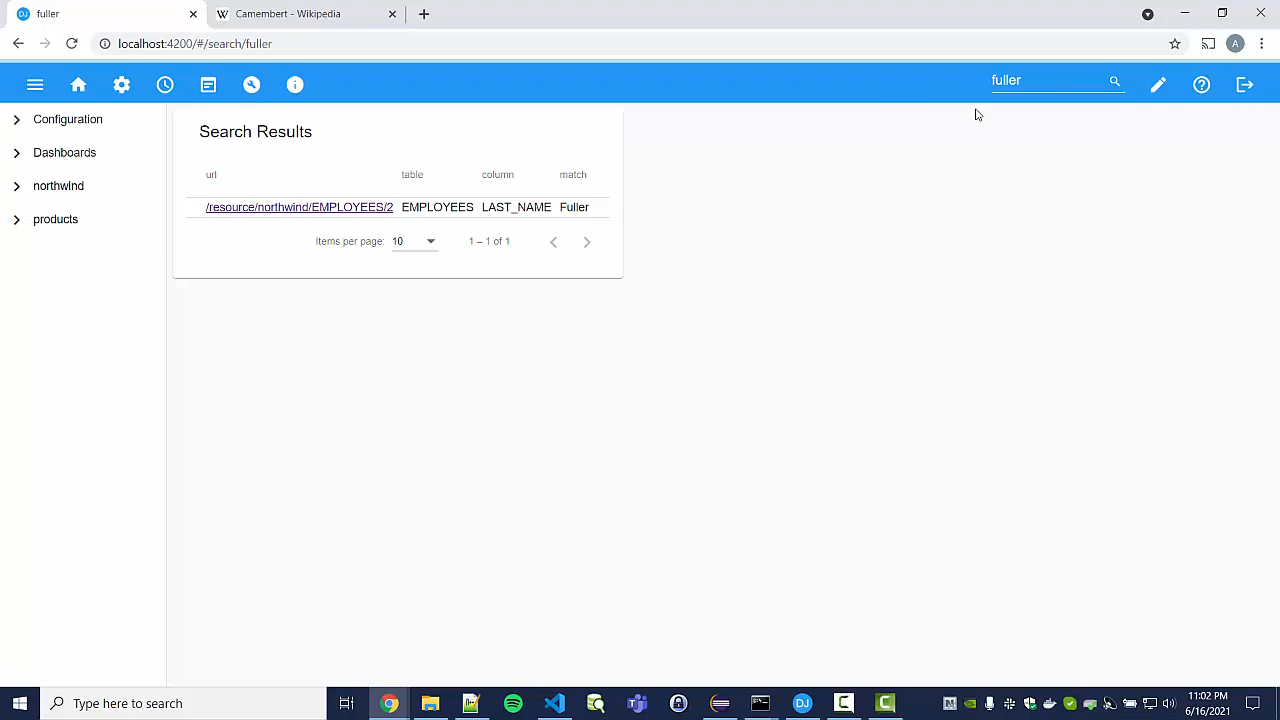 DJ fuller
W Camembert - Wikipedia
localhost:4200/#/search/fuller
A
fuller
Configuration
Dashboards
northwind
products
Search Results
url table column match
/resource/northwind/EMPLOYEES/2 EMPLOYEES LAST_NAME Fuller
Items per page: 10 1 – 1 of 1
Type here to search
DJ
11:02 PM
6/16/2021